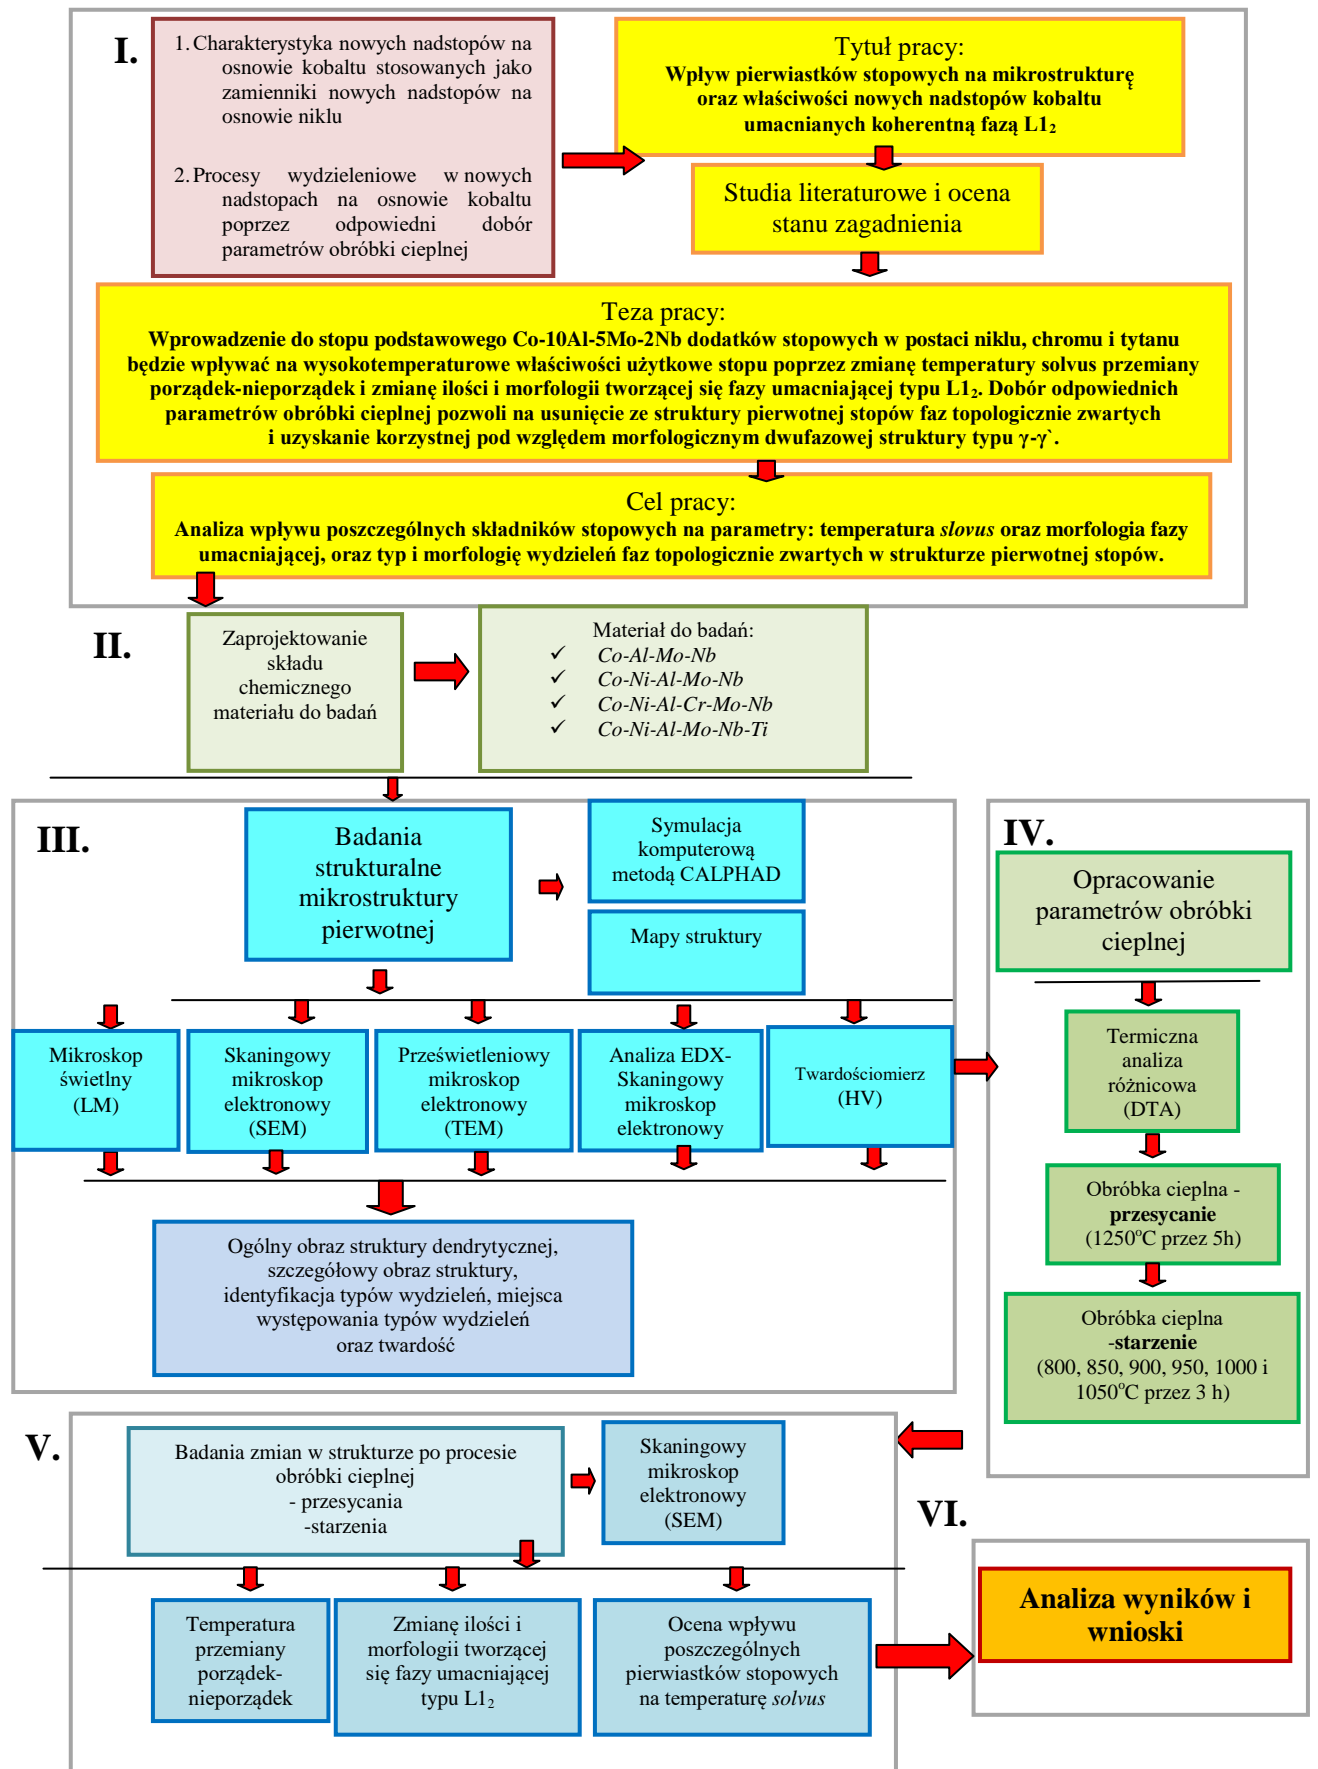 I.
1. Charakterystyka nowych nadstopów na
osnowie kobaltu stosowanych jako
zamienniki nowych nadstopów na
osnowie niklu
2. Procesy wydzieleniowe w nowych
nadstopach na osnowie kobaltu
poprzez odpowiedni dobór
parametrów obróbki cieplnej
Tytuł pracy:
Wpływ pierwiastków stopowych na mikrostrukturę
oraz właściwości nowych nadstopów kobaltu
umacnianych koherentną fazą L1₂
Studia literaturowe i ocena
stanu zagadnienia
Teza pracy:
Wprowadzenie do stopu podstawowego Co-10Al-5Mo-2Nb dodatków stopowych w postaci niklu, chromu i tytanu
będzie wpływać na wysokotemperaturowe właściwości użytkowe stopu poprzez zmianę temperatury solvus przemiany
porządek-nieporządek i zmianę ilości i morfologii tworzącej się fazy umacniającej typu L1₂. Dobór odpowiednich
parametrów obróbki cieplnej pozwoli na usunięcie ze struktury pierwotnej stopów faz topologicznie zwartych
i uzyskanie korzystnej pod względem morfologicznym dwufazowej struktury typu γ-γ`.
Cel pracy:
Analiza wpływu poszczególnych składników stopowych na parametry: temperatura slovus oraz morfologia fazy
umacniającej, oraz typ i morfologię wydzieleń faz topologicznie zwartych w strukturze pierwotnej stopów.
II.
Zaprojektowanie
składu
chemicznego
materiału do badań
Materiał do badań:
✓ Co-Al-Mo-Nb
✓ Co-Ni-Al-Mo-Nb
✓ Co-Ni-Al-Cr-Mo-Nb
✓ Co-Ni-Al-Mo-Nb-Ti
III.
Badania
strukturalne
mikrostruktury
pierwotnej
Symulacja
komputerową
metodą CALPHAD
Mapy struktury
Mikroskop
świetlny
(LM)
Skaningowy
mikroskop
elektronowy
(SEM)
Prześwietleniowy
mikroskop
elektronowy
(TEM)
Analiza EDX-
Skaningowy
mikroskop
elektronowy
Twardościomierz
(HV)
Ogólny obraz struktury dendrytycznej,
szczegółowy obraz struktury,
identyfikacja typów wydzieleń, miejsca
występowania typów wydzieleń
oraz twardość
IV.
Opracowanie
parametrów obróbki
cieplnej
Termiczna
analiza
różnicowa
(DTA)
Obróbka cieplna -
przesycanie
(1250°C przez 5h)
Obróbka cieplna
-starzenie
(800, 850, 900, 950, 1000 i
1050°C przez 3 h)
V.
Badania zmian w strukturze po procesie
obróbki cieplnej
- przesycania
-starzenia
Skaningowy
mikroskop
elektronowy
(SEM)
Temperatura
przemiany
porządek-
nieporządek
Zmianę ilości i
morfologii tworzącej
się fazy umacniającej
typu L1₂
Ocena wpływu
poszczególnych
pierwiastków stopowych
na temperaturę solvus
VI.
Analiza wyników i
wnioski